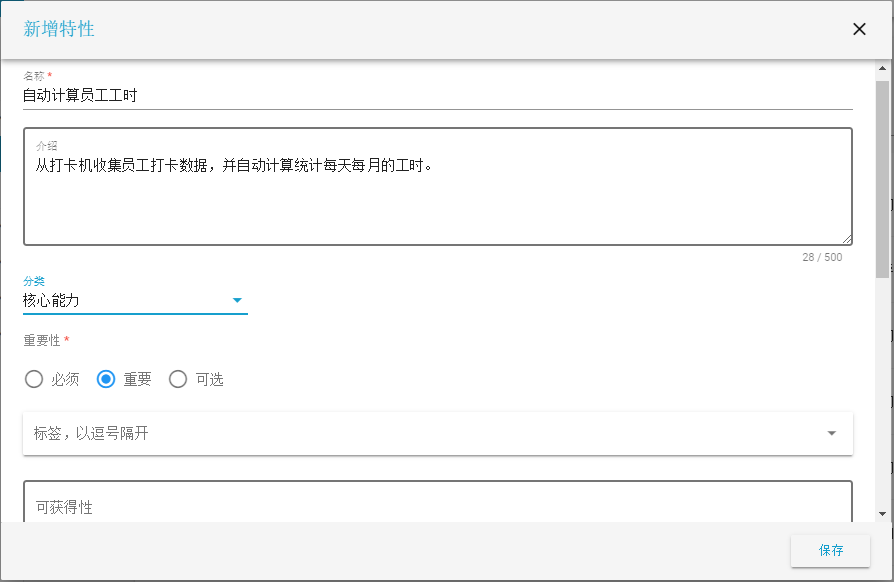 新增特性
名称 *
自动计算员工工时
介绍
从打卡机收集员工打卡数据，并自动计算统计每天每月的工时。
28 / 500
分类
核心能力
重要性 *
必须 重要 可选
标签，以逗号隔开
可获得性
保存